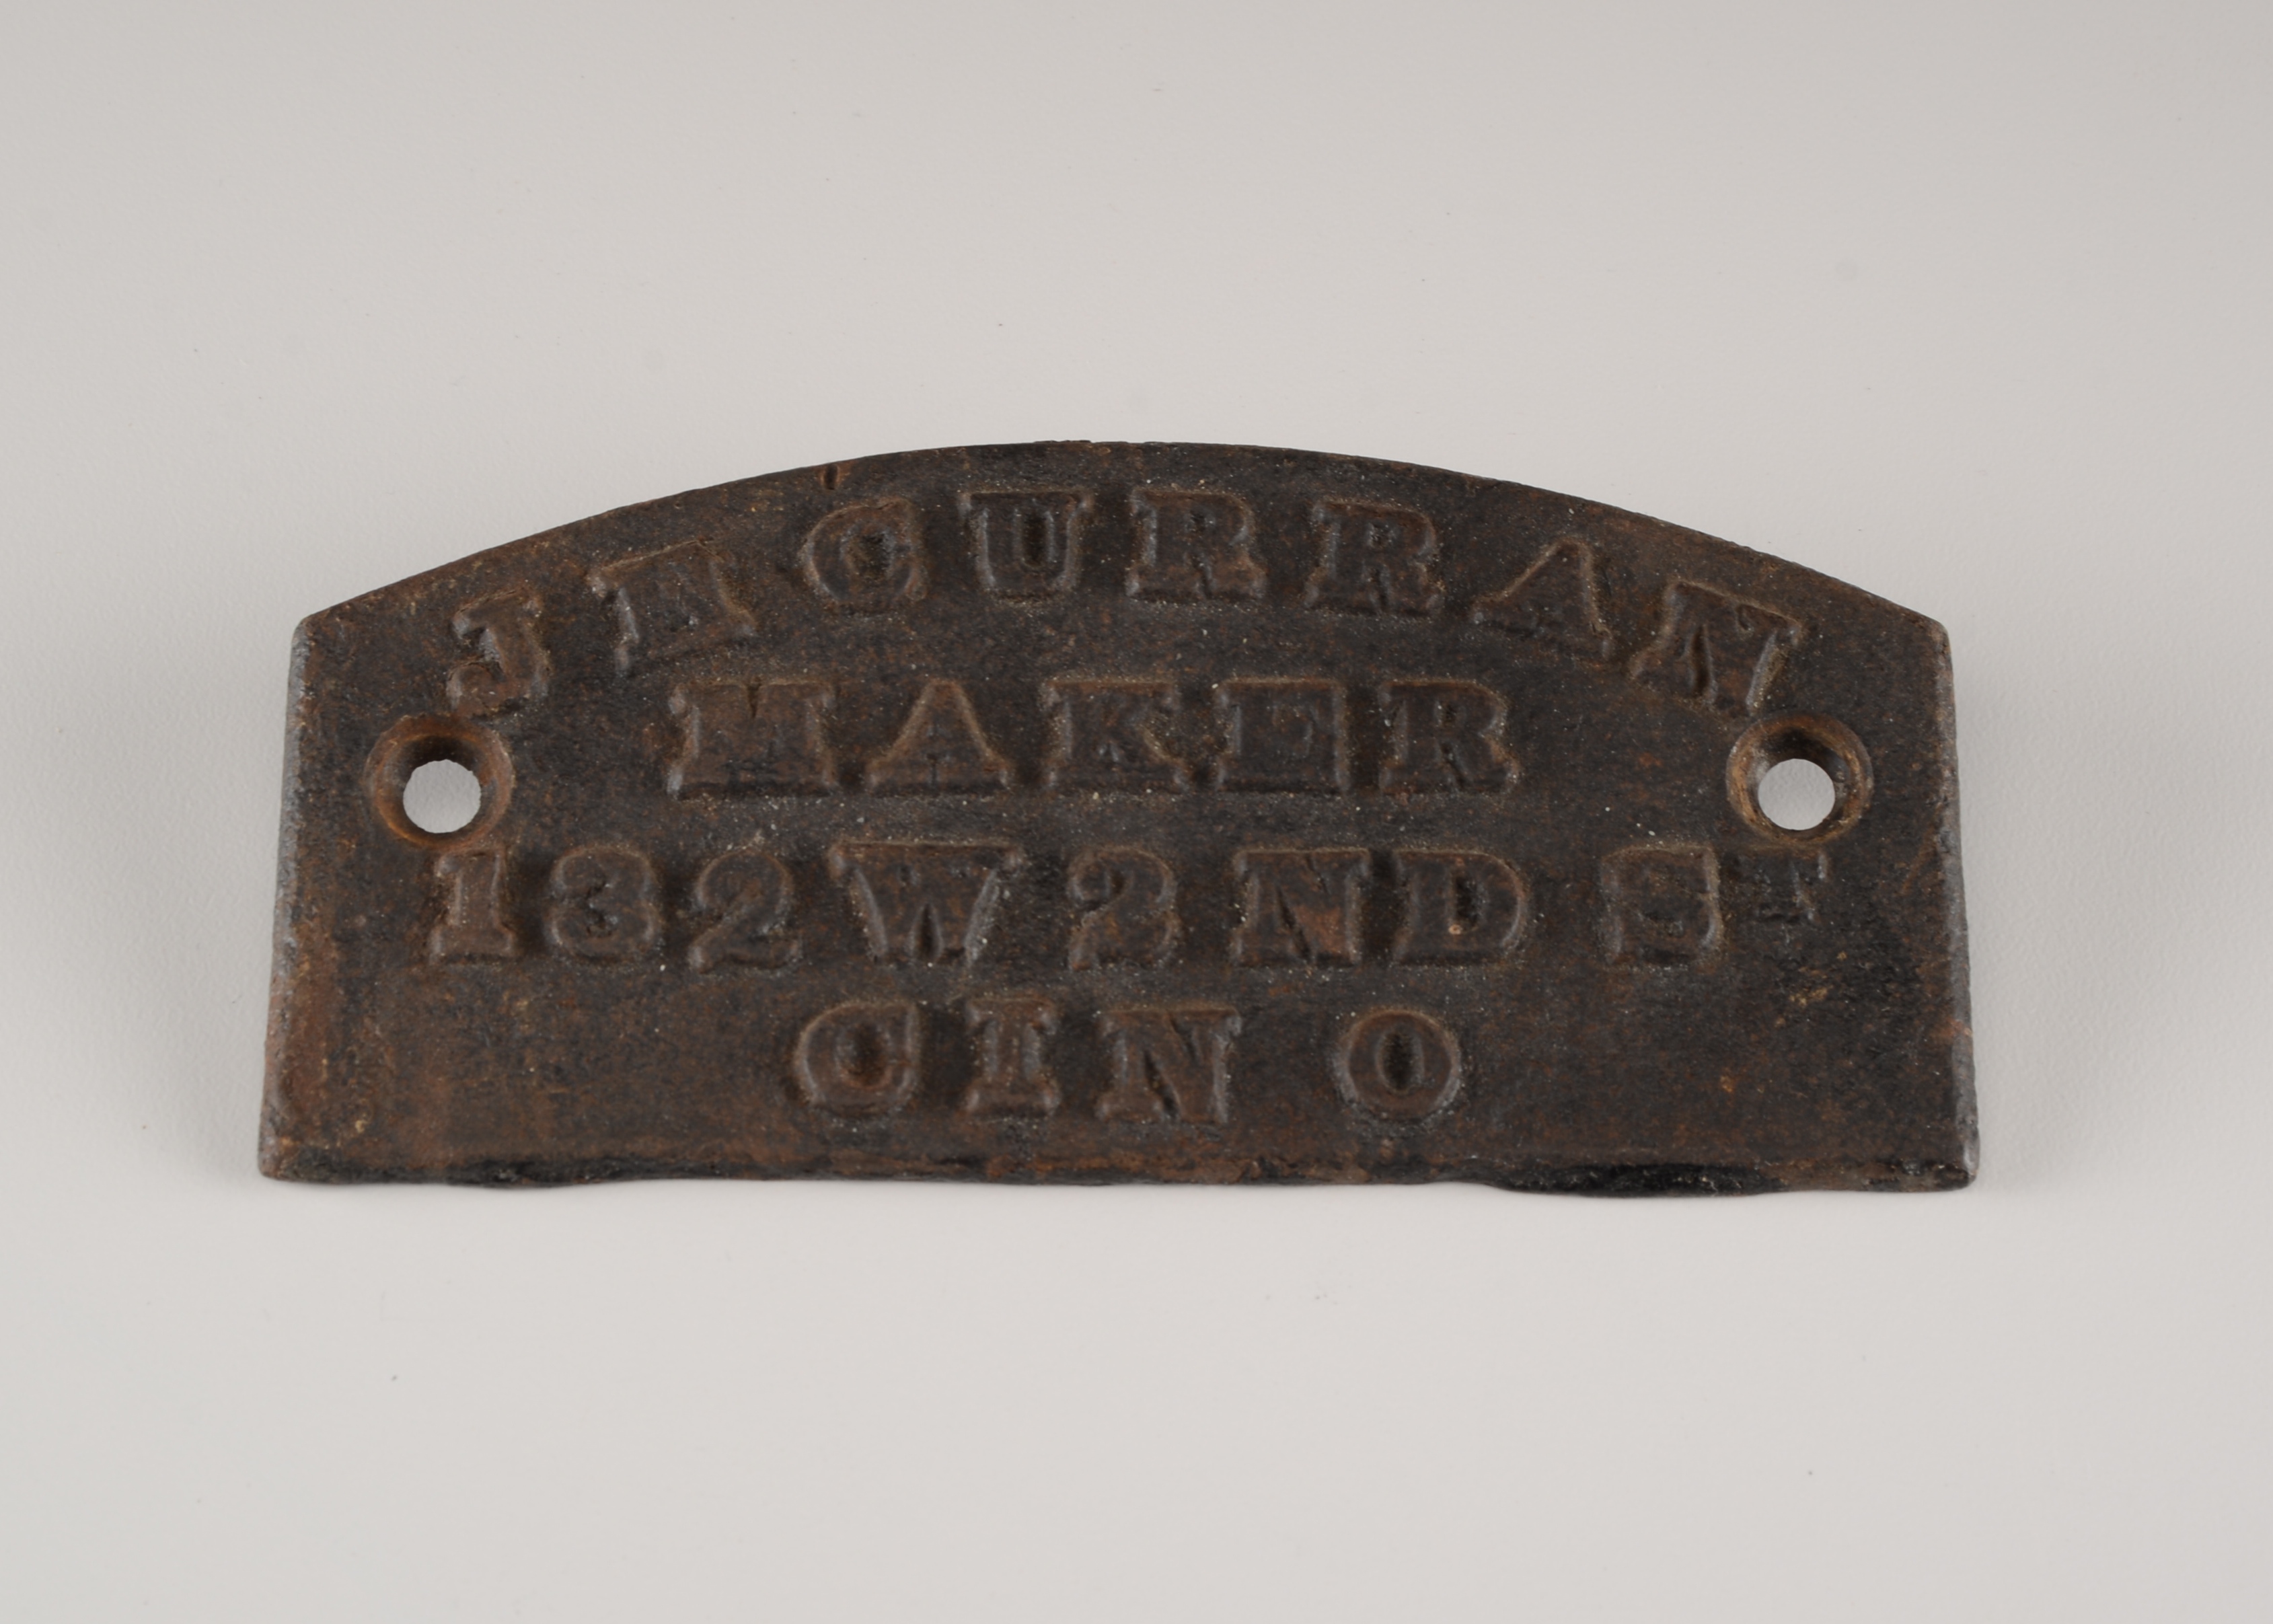 J H CURRAN
MAKER
132 W 2ND ST
CIN O